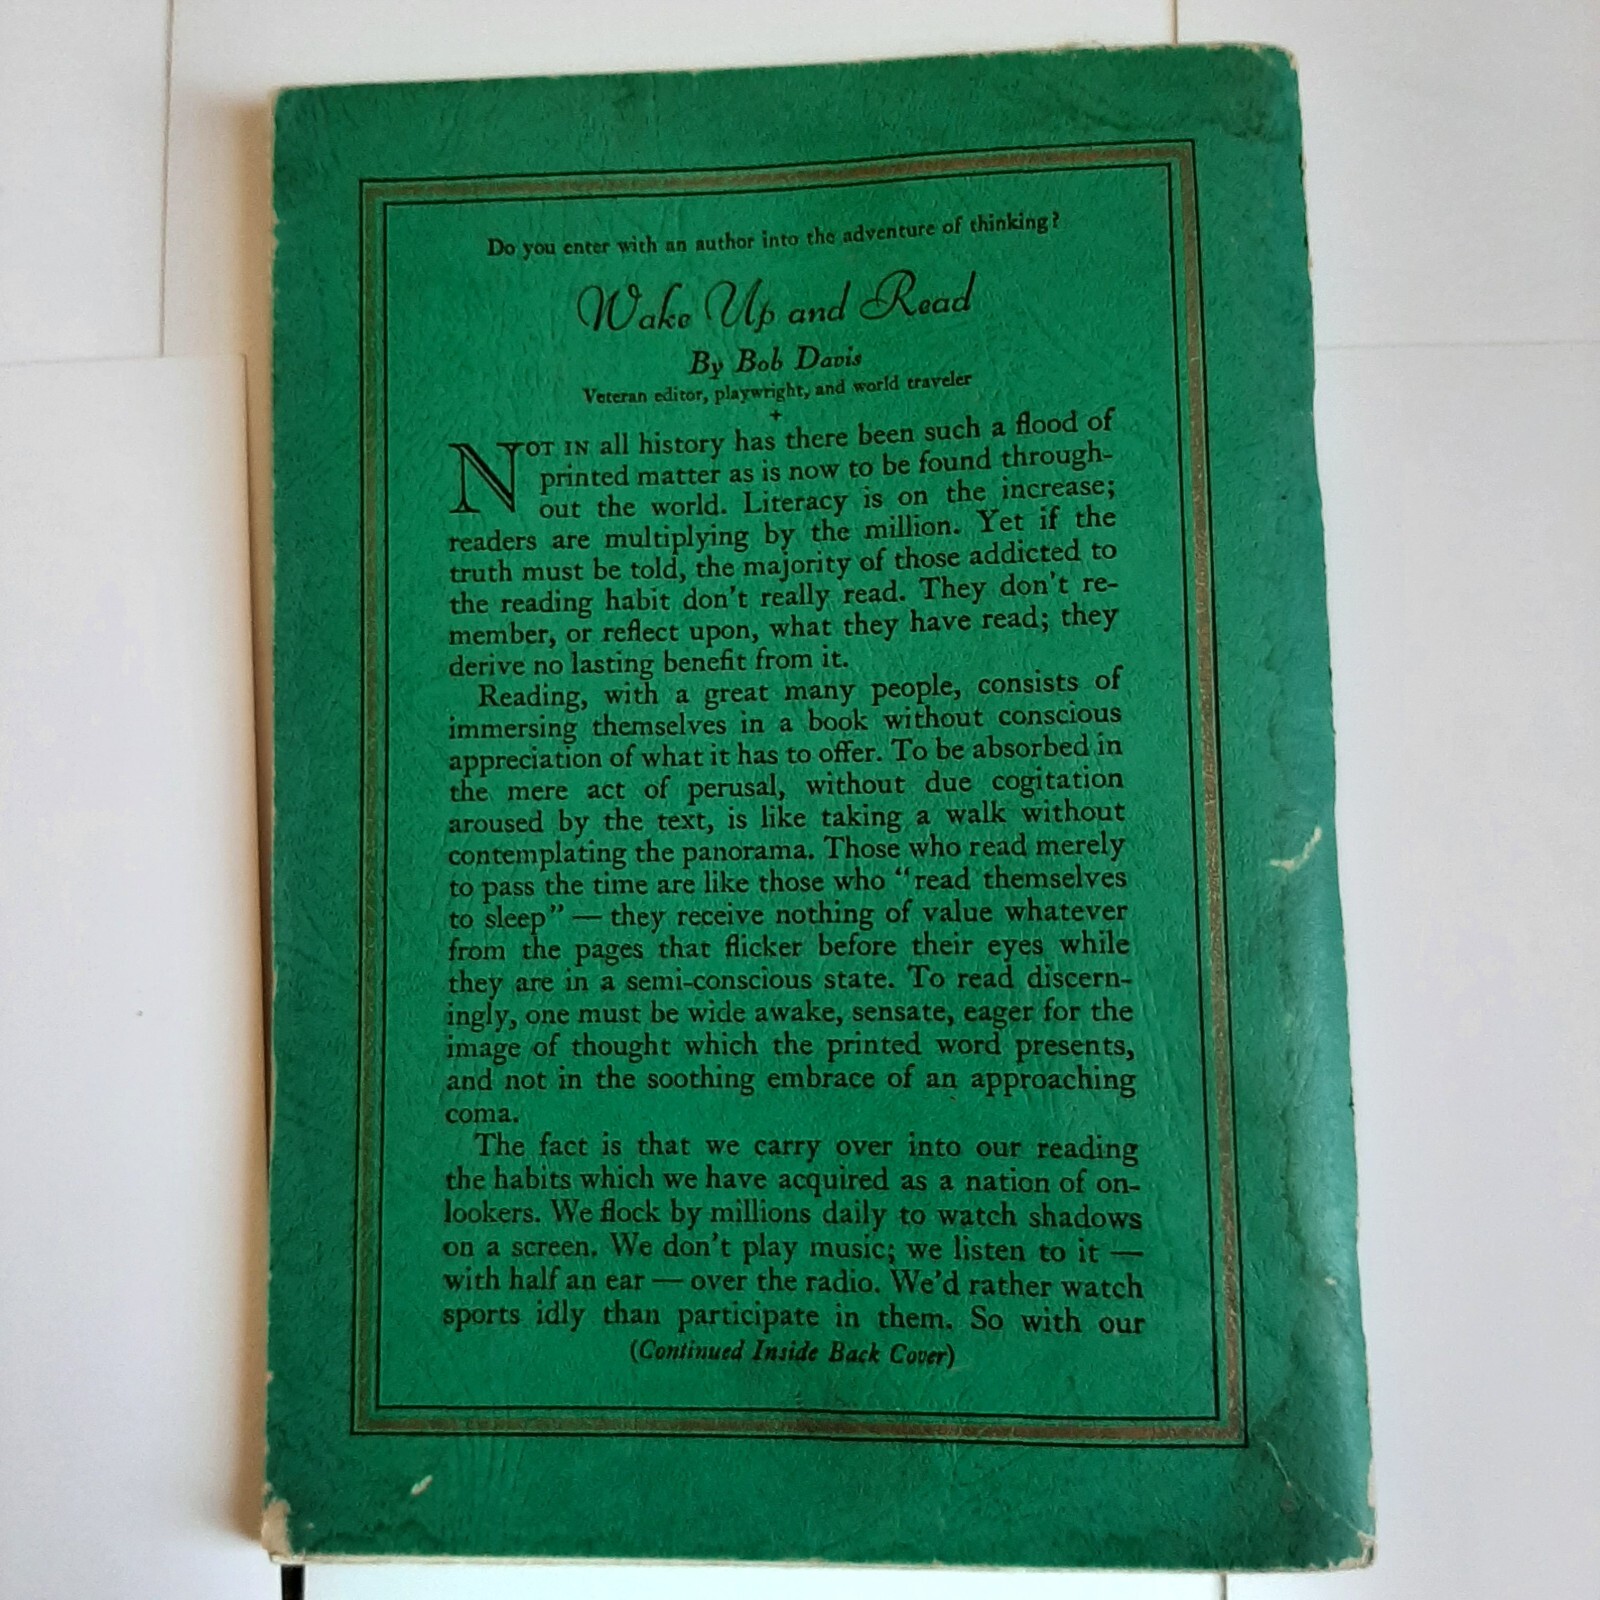 Do you enter with an author into the adventure of thinking?
Wake Up and Read
By Bob Davis
Veteran editor, playwright, and world traveler
+
NOT IN all history has there been such a flood of
printed matter as is now to be found through-
out the world. Literacy is on the increase;
readers are multiplying by the million. Yet if the
truth must be told, the majority of those addicted to
the reading habit don't really read. They don't re-
member, or reflect upon, what they have read; they
derive no lasting benefit from it.
Reading, with a great many people, consists of
immersing themselves in a book without conscious
appreciation of what it has to offer. To be absorbed in
the mere act of perusal, without due cogitation
aroused by the text, is like taking a walk without
contemplating the panorama. Those who read merely
to pass the time are like those who "read themselves
to sleep" — they receive nothing of value whatever
from the pages that flicker before their eyes while
they are in a semi-conscious state. To read discern-
ingly, one must be wide awake, sensate, eager for the
image of thought which the printed word presents,
and not in the soothing embrace of an approaching
coma.
The fact is that we carry over into our reading
the habits which we have acquired as a nation of on-
lookers. We flock by millions daily to watch shadows
on a screen. We don't play music; we listen to it —
with half an ear — over the radio. We'd rather watch
sports idly than participate in them. So with our
(Continued Inside Back Cover)